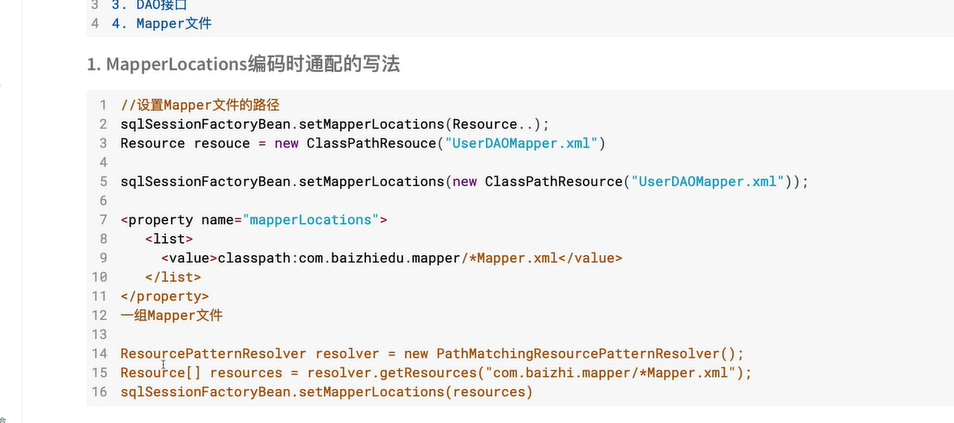 3 3. DAO接口
4 4. Mapper文件
1. MapperLocations编码时通配的写法
1 //设置Mapper文件的路径
2 sqlSessionFactoryBean.setMapperLocations(Resource..);
3 Resource resouce = new ClassPathResouce("UserDAOMapper.xml")
4
5 sqlSessionFactoryBean.setMapperLocations(new ClassPathResource("UserDAOMapper.xml"));
6
7 <property name="mapperLocations">
8 <list>
9 <value>classpath:com.baizhiedu.mapper/*Mapper.xml</value>
10 </list>
11 </property>
12 一组Mapper文件
13
14 ResourcePatternResolver resolver = new PathMatchingResourcePatternResolver();
15 Resource[] resources = resolver.getResources("com.baizhi.mapper/*Mapper.xml");
16 sqlSessionFactoryBean.setMapperLocations(resources)